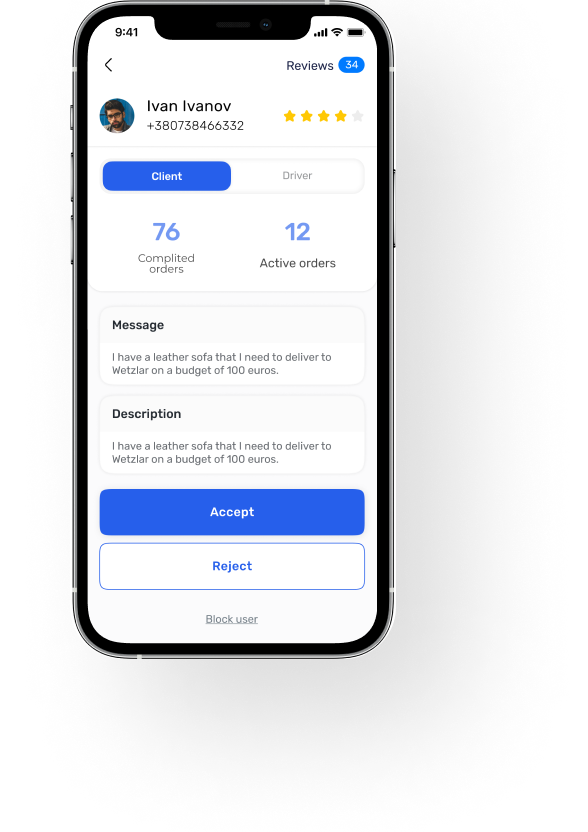 9:41
Reviews 34
Ivan Ivanov
+380738466332
Client Driver
76 12
Complited
orders
Active orders
Message
I have a leather sofa that I need to deliver to
Wetzlar on a budget of 100 euros.
Description
I have a leather sofa that I need to deliver to
Wetzlar on a budget of 100 euros.
Accept
Reject
Block user